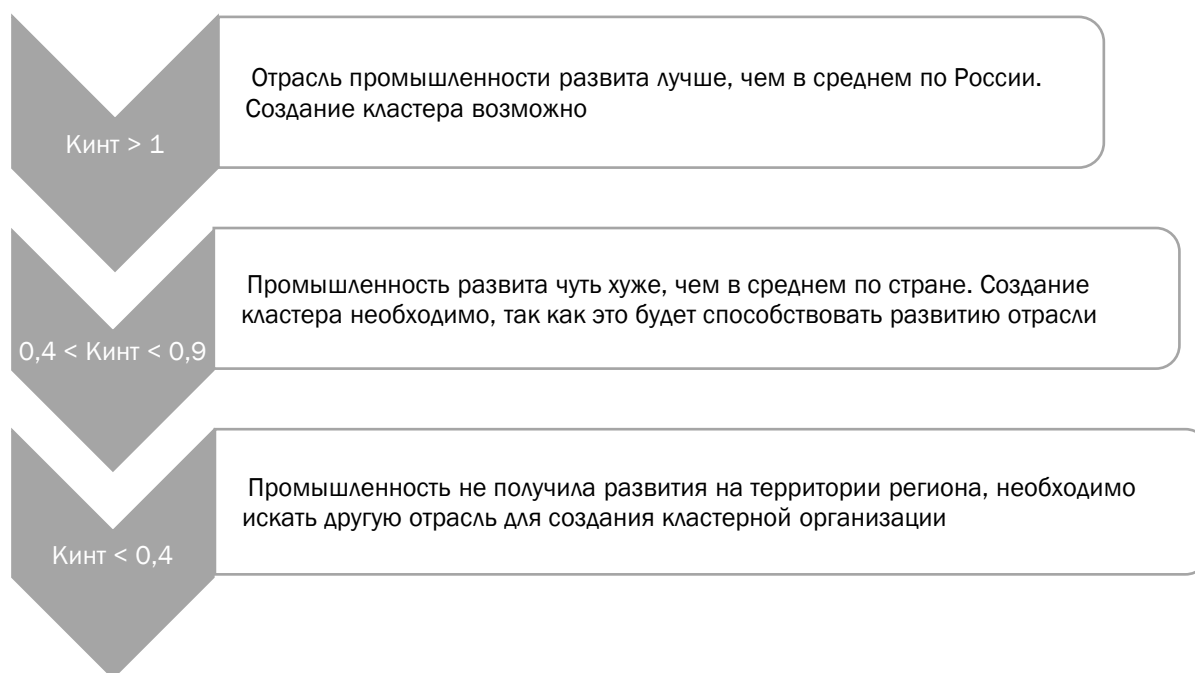 Отрасль промышленности развита лучше, чем в среднем по России.
Создание кластера возможно
Кинт > 1
Промышленность развита чуть хуже, чем в среднем по стране. Создание
кластера необходимо, так как это будет способствовать развитию отрасли
0,4 < Кинт < 0,9
Промышленность не получила развития на территории региона, необходимо
искать другую отрасль для создания кластерной организации
Кинт < 0,4